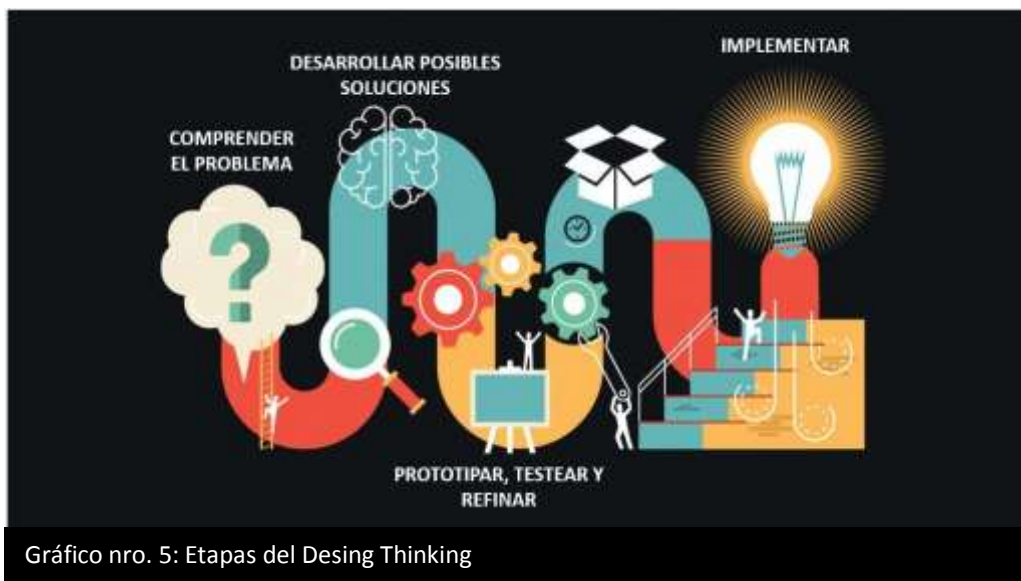 COMPRENDER
EL PROBLEMA
DESARROLLAR POSIBLES
SOLUCIONES
PROTOTIPAR, TESTEAR Y
REFINAR
IMPLEMENTAR
?
Gráfico nro. 5: Etapas del Desing Thinking